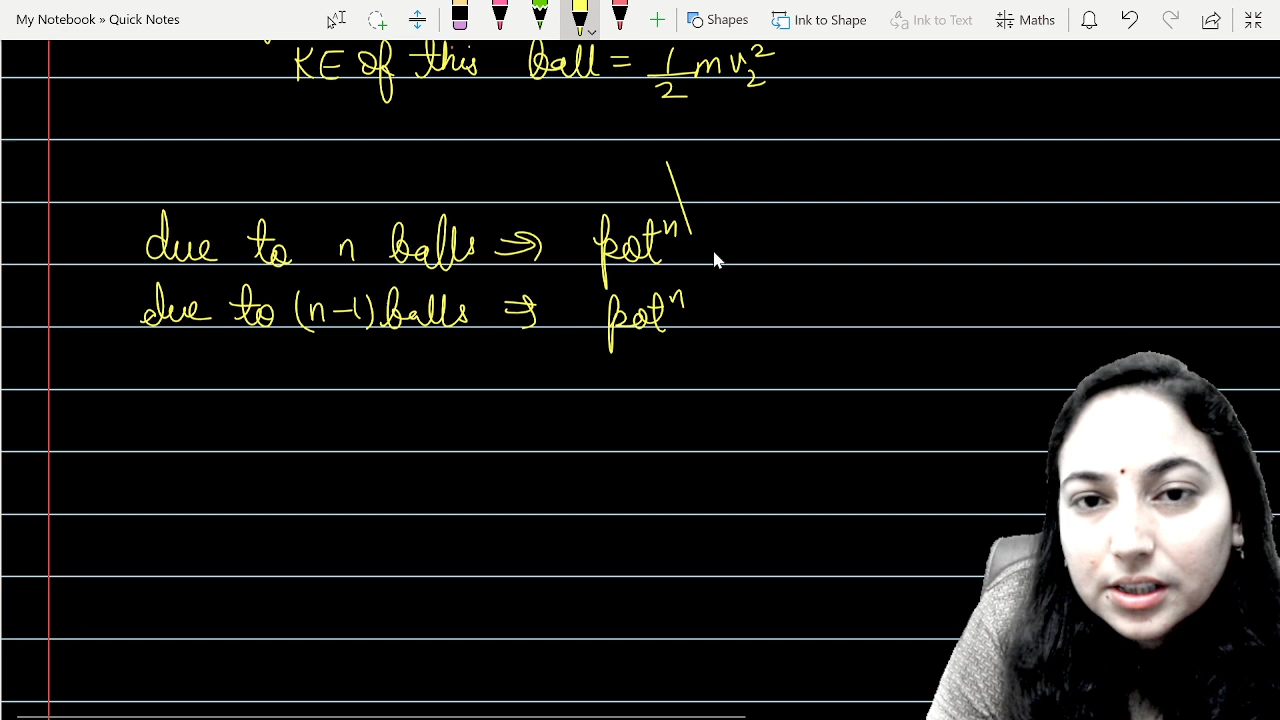 My Notebook » Quick Notes
Shapes
Ink to Shape
Ink to Text
Maths
KE of this ball = 1/2 m v₂²
due to n balls ⇒ potⁿ
due to (n-1) balls ⇒ potⁿ